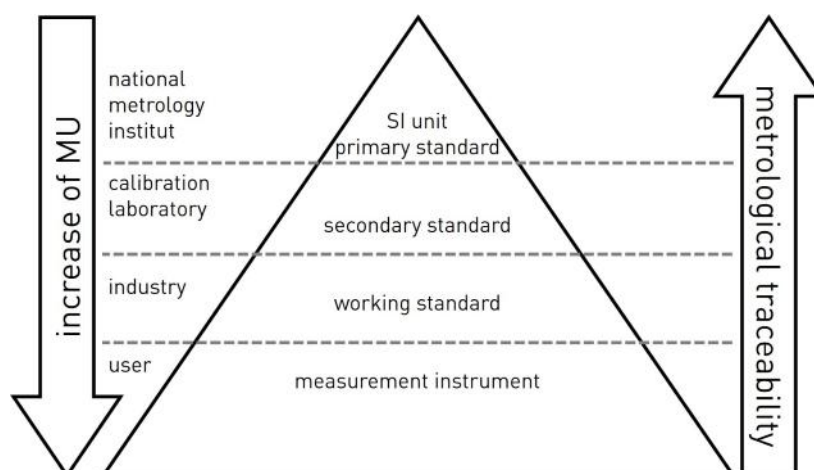 increase of MU
national
metrology
institut
SI unit
primary standard
calibration
laboratory
secondary standard
industry
working standard
user
measurement instrument
metrological traceability